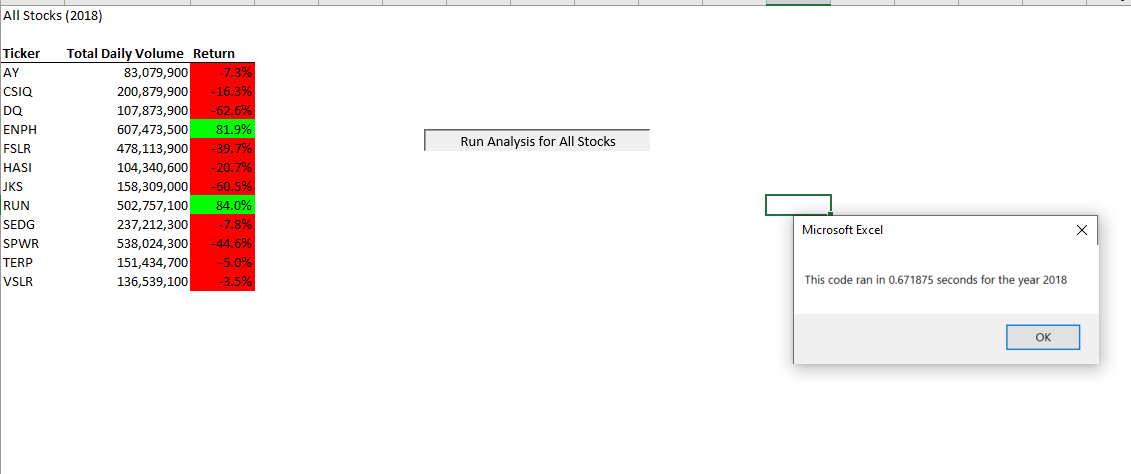 All Stocks (2018)
Ticker Total Daily Volume Return
AY 83,079,900 -7.3%
CSIQ 200,879,900 -16.3%
DQ 107,873,900 -62.6%
ENPH 607,473,500 81.9%
FSLR 478,113,900 -39.7%
HASI 104,340,600 -20.7%
JKS 158,309,000 -60.5%
RUN 502,757,100 84.0%
SEDG 237,212,300 -7.8%
SPWR 538,024,300 -44.6%
TERP 151,434,700 -5.0%
VSLR 136,539,100 -3.5%
Run Analysis for All Stocks
Microsoft Excel
This code ran in 0.671875 seconds for the year 2018
OK